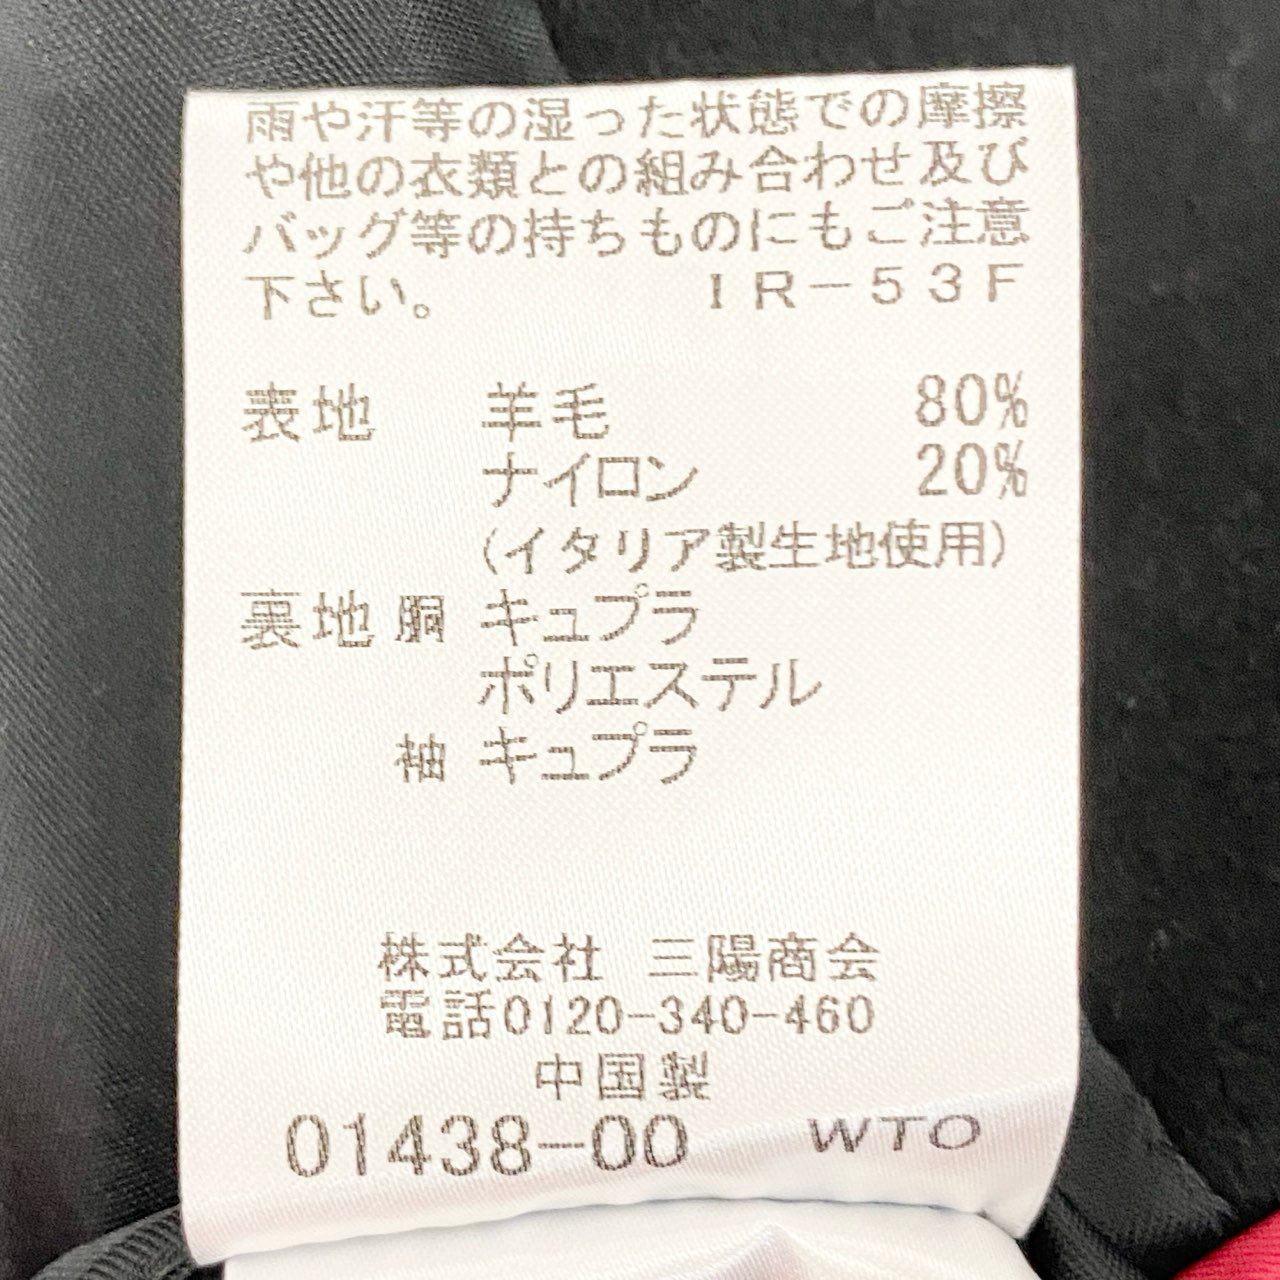 雨や汗等の湿った状態での摩擦
や他の衣類との組み合わせ及び
バッグ等の持ちものにもご注意
下さい。 IR-53F
表地 羊毛 80%
ナイロン 20%
(イタリア製生地使用)
裏地 胴 キュプラ
ポリエステル
袖 キュプラ
株式会社 三陽商会
電話0120-340-460
中国製
01438-00 WTO